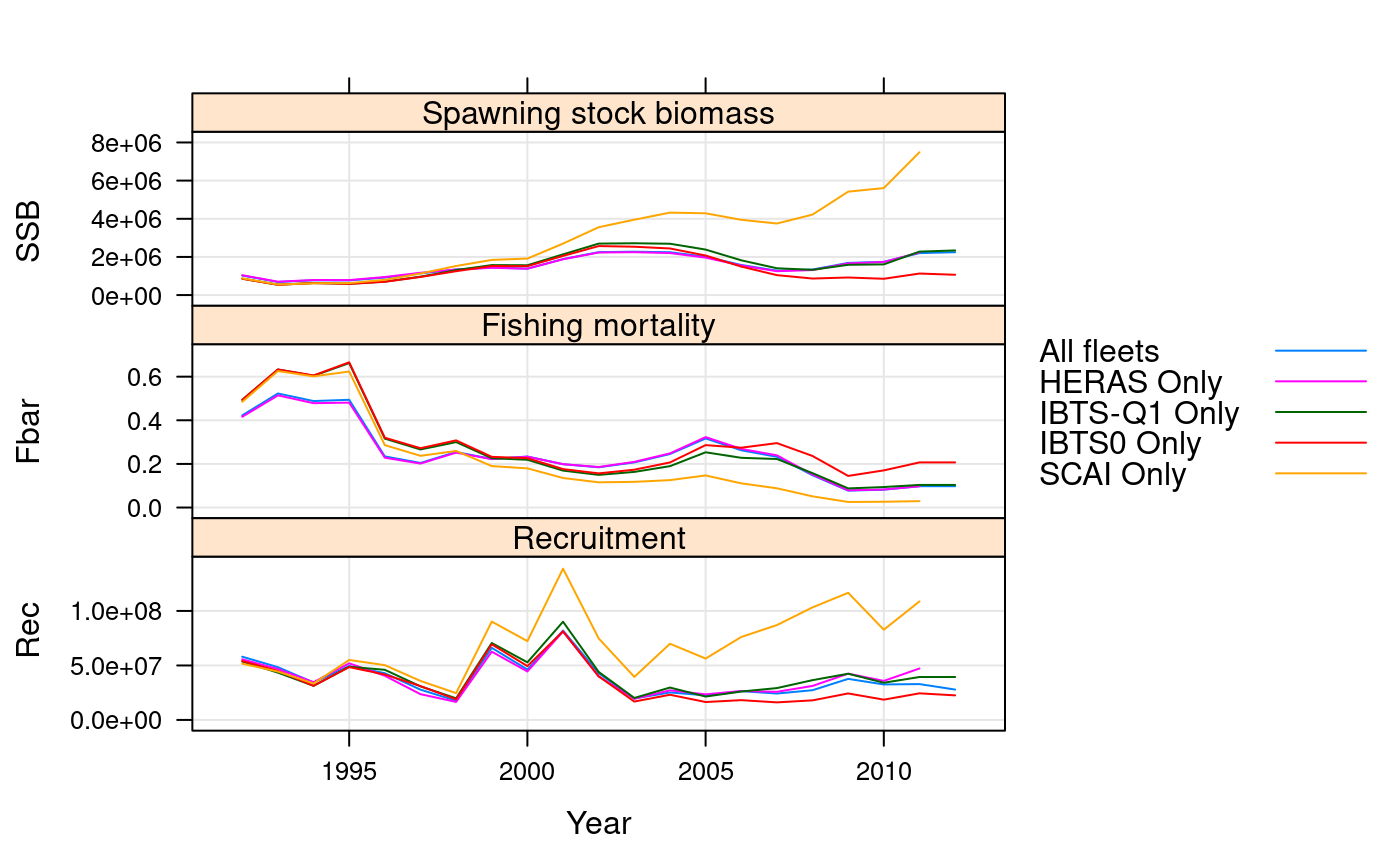 Spawning stock biomass
SSB
8e+06
6e+06
4e+06
2e+06
0e+00
Fishing mortality
Fbar
0.6
0.4
0.2
0.0
Recruitment
Rec
1.0e+08
5.0e+07
0.0e+00
1995 2000 2005 2010
Year
All fleets
HERAS Only
IBTS-Q1 Only
IBTS0 Only
SCAI Only